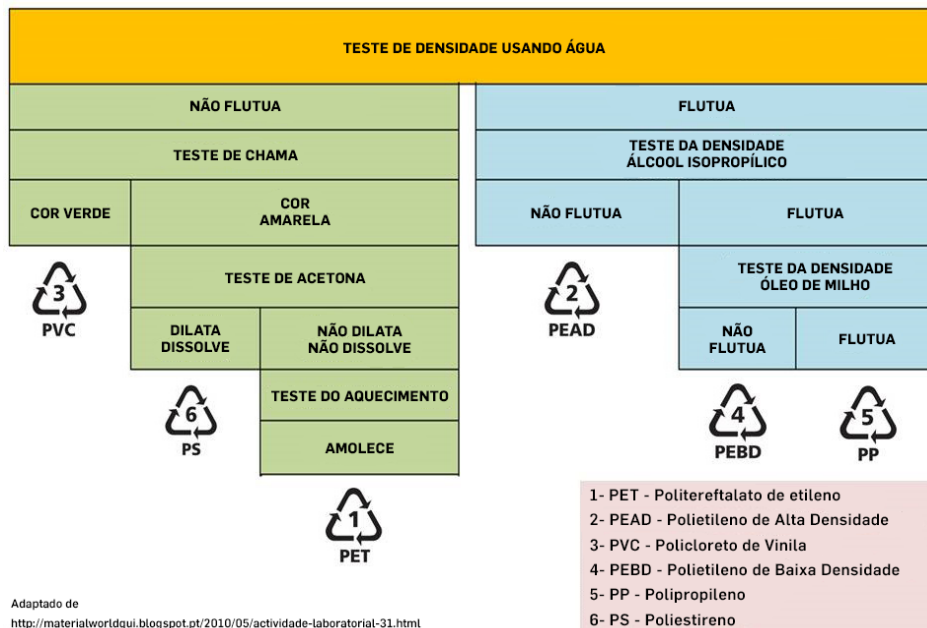 TESTE DE DENSIDADE USANDO ÁGUA
NÃO FLUTUA
FLUTUA
TESTE DE CHAMA
TESTE DA DENSIDADE
ÁLCOOL ISOPROPÍLICO
COR VERDE
COR
AMARELA
NÃO FLUTUA
FLUTUA
3
PVC
TESTE DE ACETONA
2
PEAD
TESTE DA DENSIDADE
ÓLEO DE MILHO
DILATA
DISSOLVE
NÃO DILATA
NÃO DISSOLVE
NÃO
FLUTUA
FLUTUA
6
PS
TESTE DO AQUECIMENTO
AMOLECE
4
PEBD
5
PP
1
PET
1- PET - Politereftalato de etileno
2- PEAD - Polietileno de Alta Densidade
3- PVC - Policloreto de Vinila
4- PEBD - Polietileno de Baixa Densidade
5- PP - Polipropileno
6- PS - Poliestireno
Adaptado de
http://materialworldqui.blogspot.pt/2010/05/actividade-laboratorial-31.html